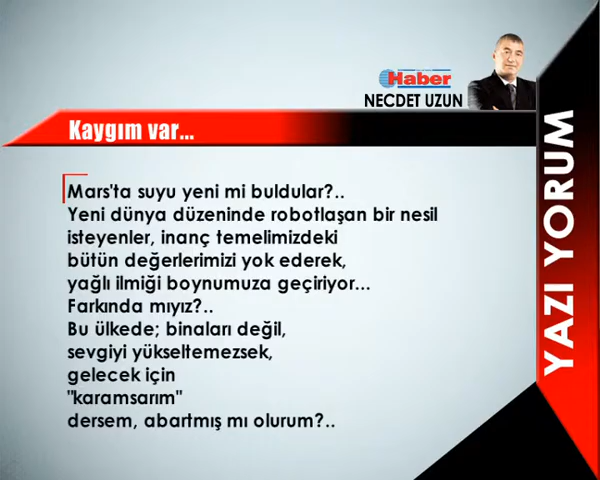 Haber
NECDET UZUN
Kaygım var...
Mars'ta suyu yeni mi buldular?..
Yeni dünya düzeninde robotlaşan bir nesil
isteyenler, inanç temelimizdeki
bütün değerlerimizi yok ederek,
yağlı ilmiği boynumuza geçiriyor...
Farkında mıyız?..
Bu ülkede; binaları değil,
sevgiyi yükseltemezsek,
gelecek için
"karamsarım"
dersem, abartmış mı olurum?..
YAZI YORUM